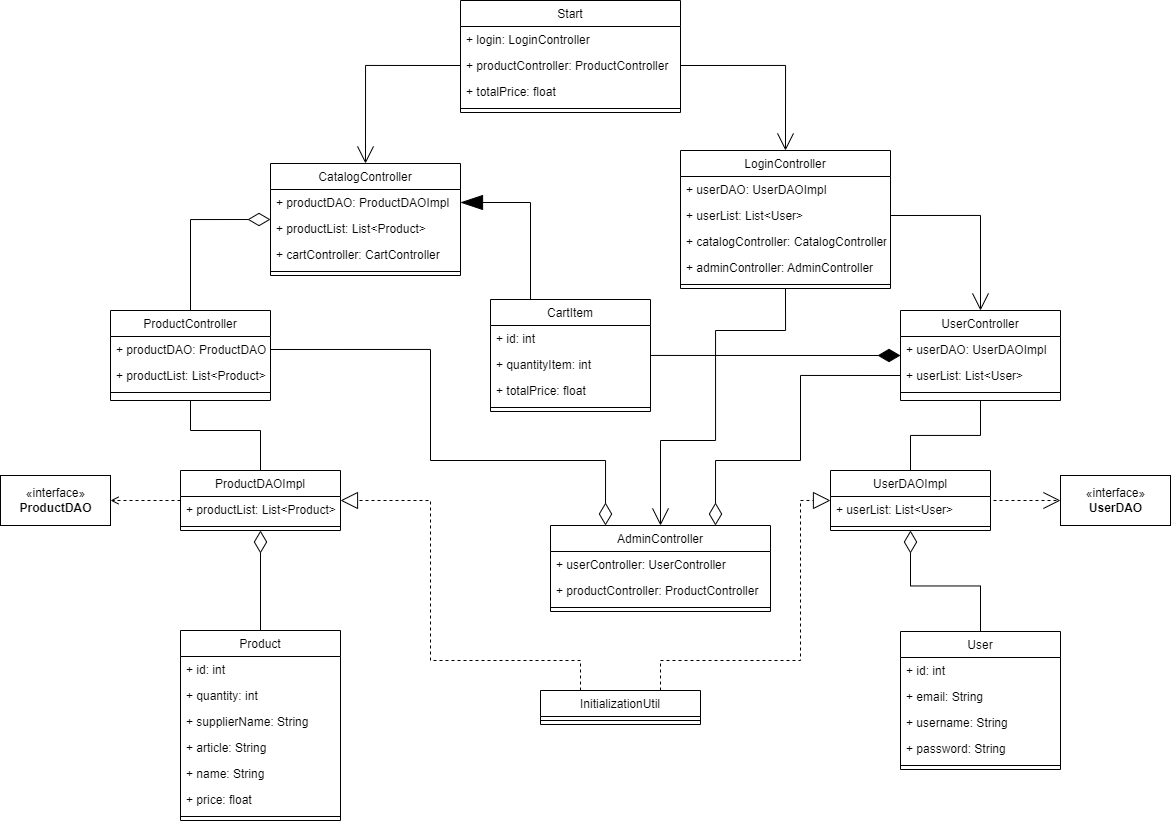 Start
+ login: LoginController
+ productController: ProductController
+ totalPrice: float
CatalogController
+ productDAO: ProductDAOImpl
+ productList: List<Product>
+ cartController: CartController
LoginController
+ userDAO: UserDAOImpl
+ userList: List<User>
+ catalogController: CatalogController
+ adminController: AdminController
ProductController
+ productDAO: ProductDAO
+ productList: List<Product>
CartItem
+ id: int
+ quantityItem: int
+ totalPrice: float
UserController
+ userDAO: UserDAOImpl
+ userList: List<User>
«interface»
ProductDAO
ProductDAOImpl
+ productList: List<Product>
UserDAOImpl
+ userList: List<User>
«interface»
UserDAO
AdminController
+ userController: UserController
+ productController: ProductController
Product
+ id: int
+ quantity: int
+ supplierName: String
+ article: String
+ name: String
+ price: float
InitializationUtil
User
+ id: int
+ email: String
+ username: String
+ password: String